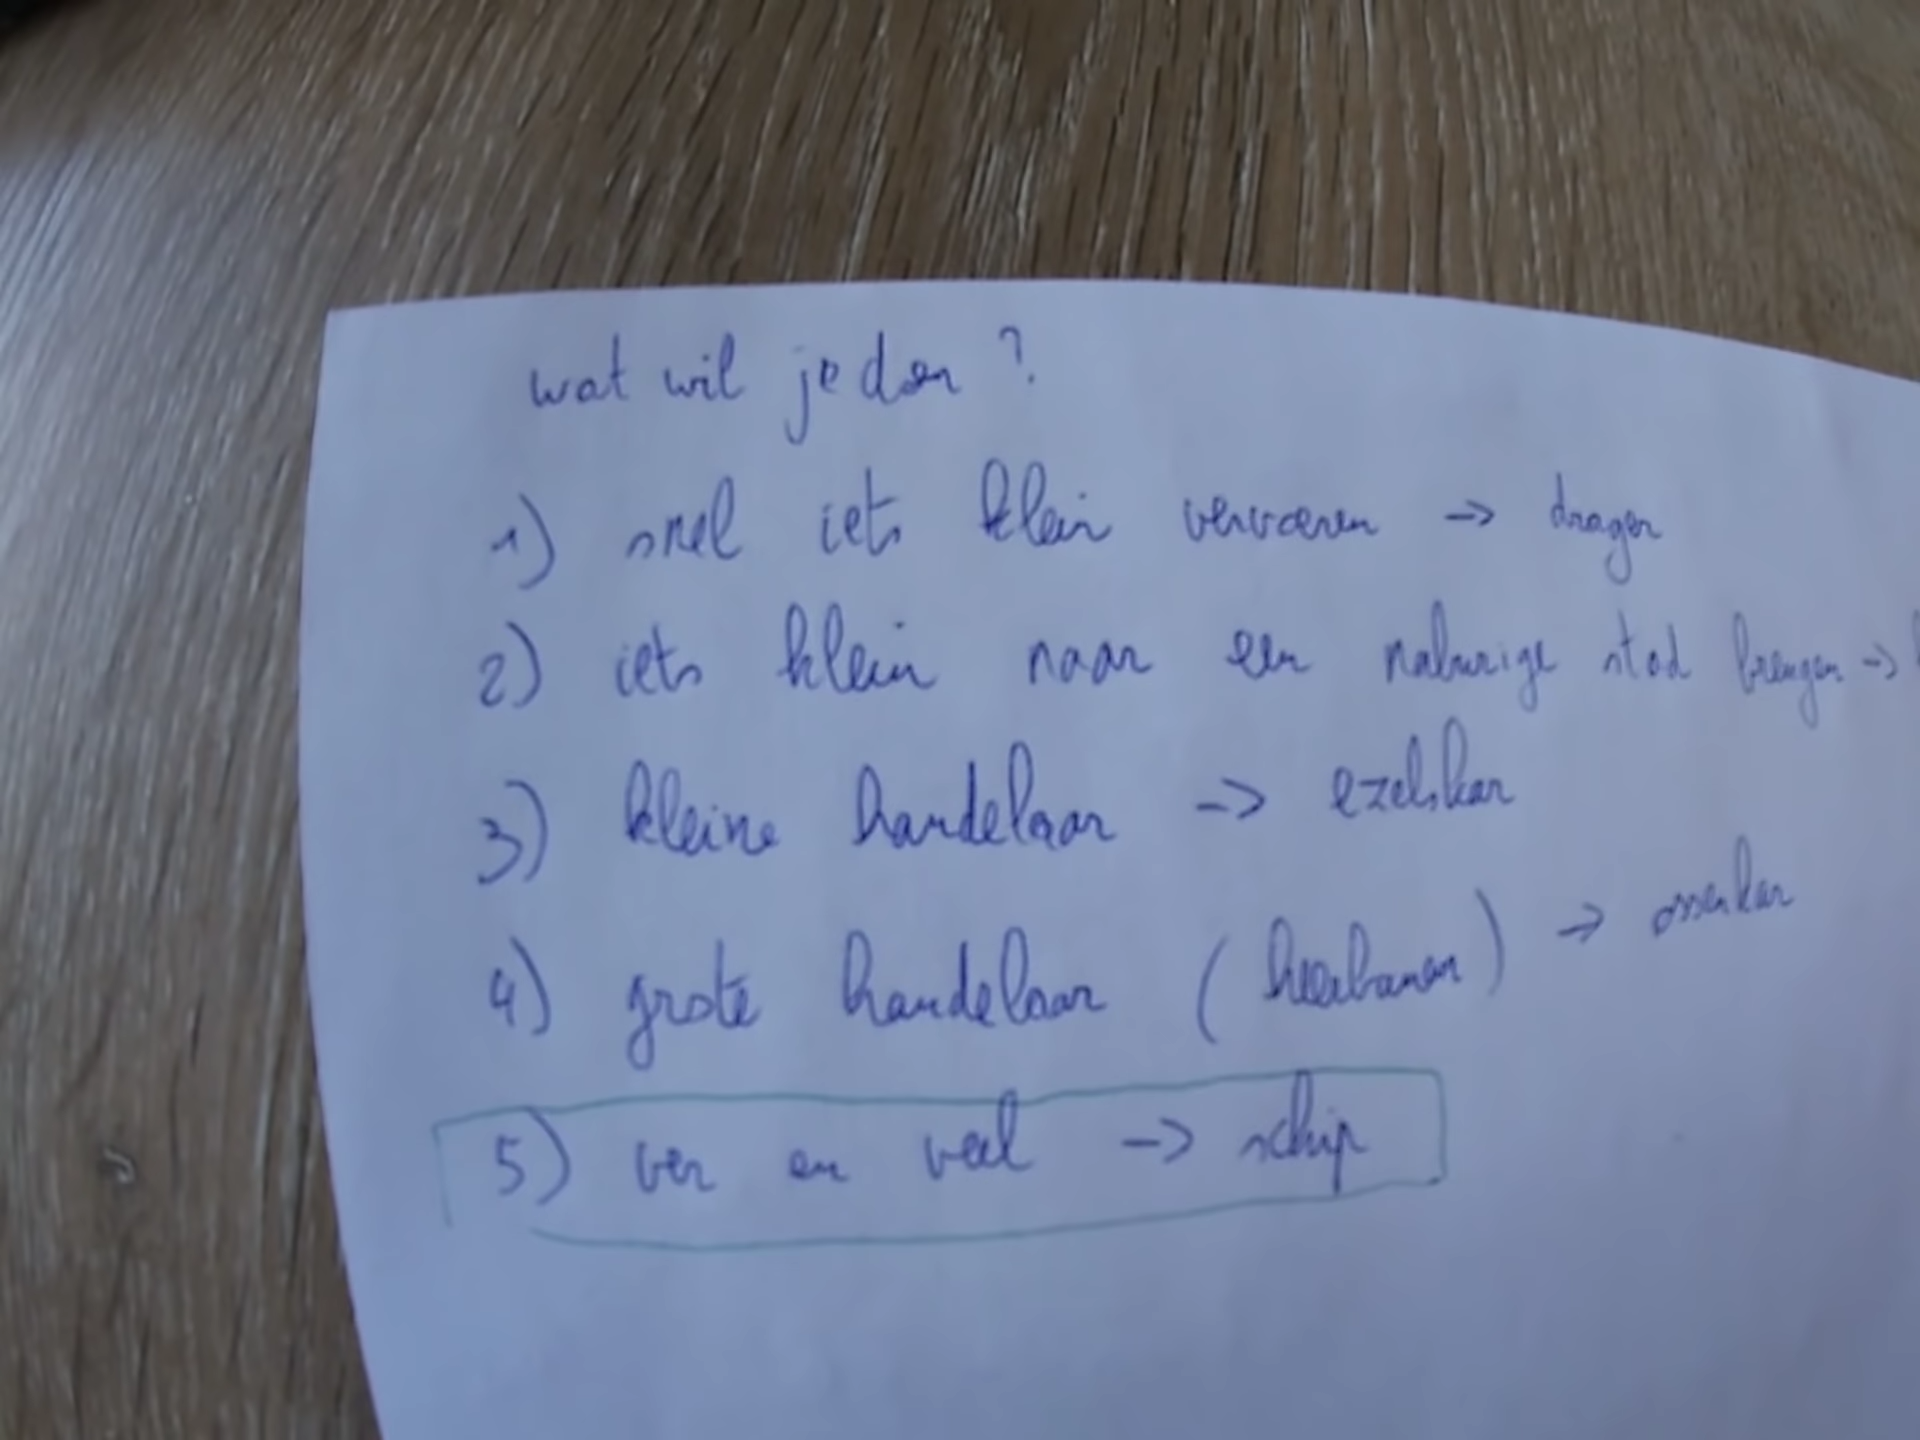 wat wil je doen ?
1) snel iets klein vervoeren -> drager
2) iets klein naar een naburige stad brengen ->
3) kleine handelaar -> ezelskar
4) grote handelaar (heerbanen) -> ossenkar
5) ver en veel -> schip